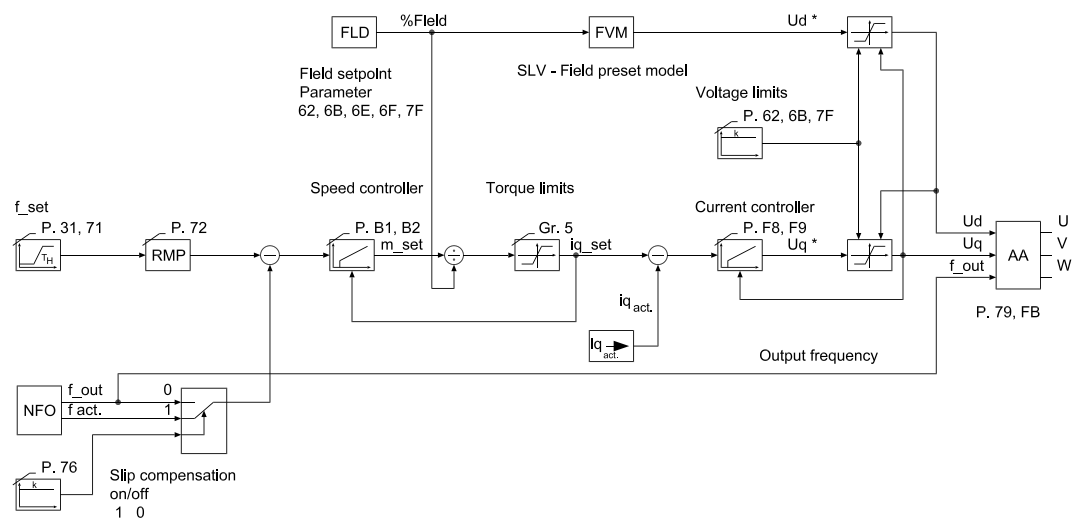 %Field
Ud *
FLD
FVM
Field setpoint
Parameter
62, 6B, 6E, 6F, 7F
SLV - Field preset model
Voltage limits
P. 62, 6B, 7F
k
Speed controller
Torque limits
f_set
P. 31, 71
P. 72
P. B1, B2
m_set
Gr. 5
iq_set
Current controller
P. F8, F9
Uq *
Ud
Uq
f_out
U
V
W
TH
RMP
AA
P. 79, FB
iq act.
Iq act.
Output frequency
NFO
f_out 0
f act. 1
P. 76
k
Slip compensation
on/off
1 0